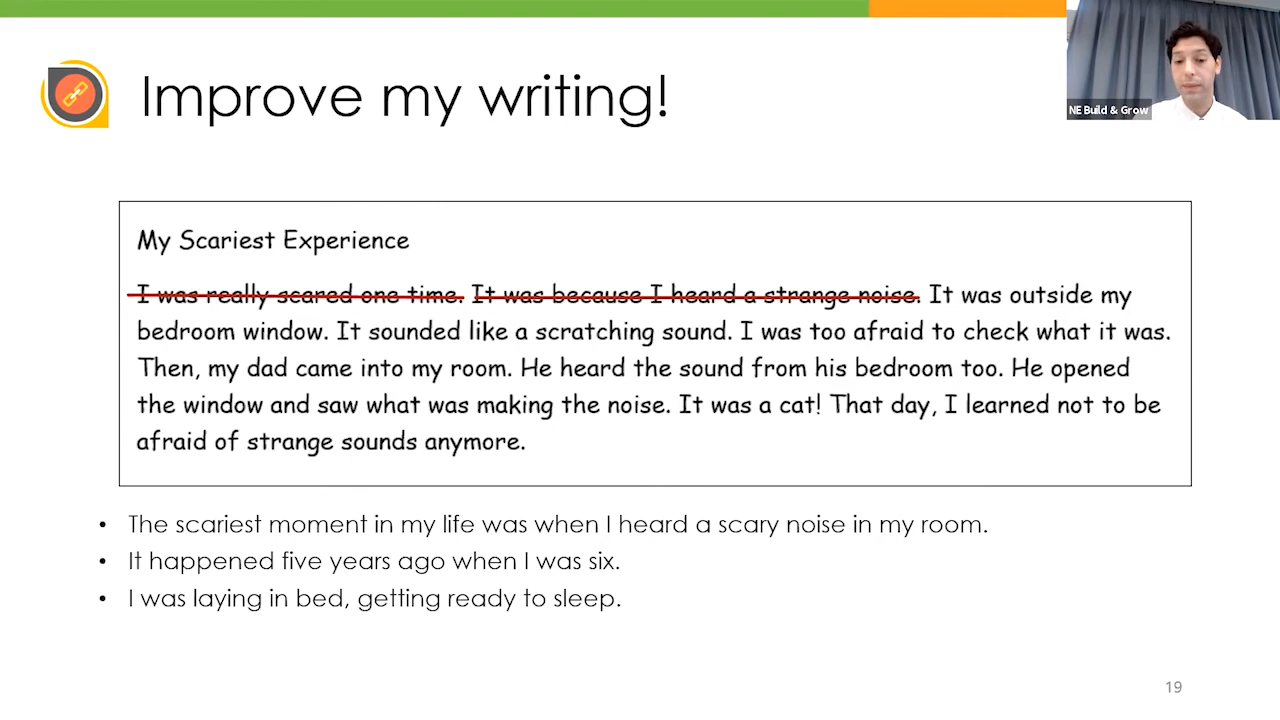 NE Build & Grow
Improve my writing!
My Scariest Experience
I was really scared one time. It was because I heard a strange noise. It was outside my
bedroom window. It sounded like a scratching sound. I was too afraid to check what it was.
Then, my dad came into my room. He heard the sound from his bedroom too. He opened
the window and saw what was making the noise. It was a cat! That day, I learned not to be
afraid of strange sounds anymore.
• The scariest moment in my life was when I heard a scary noise in my room.
• It happened five years ago when I was six.
• I was laying in bed, getting ready to sleep.
19